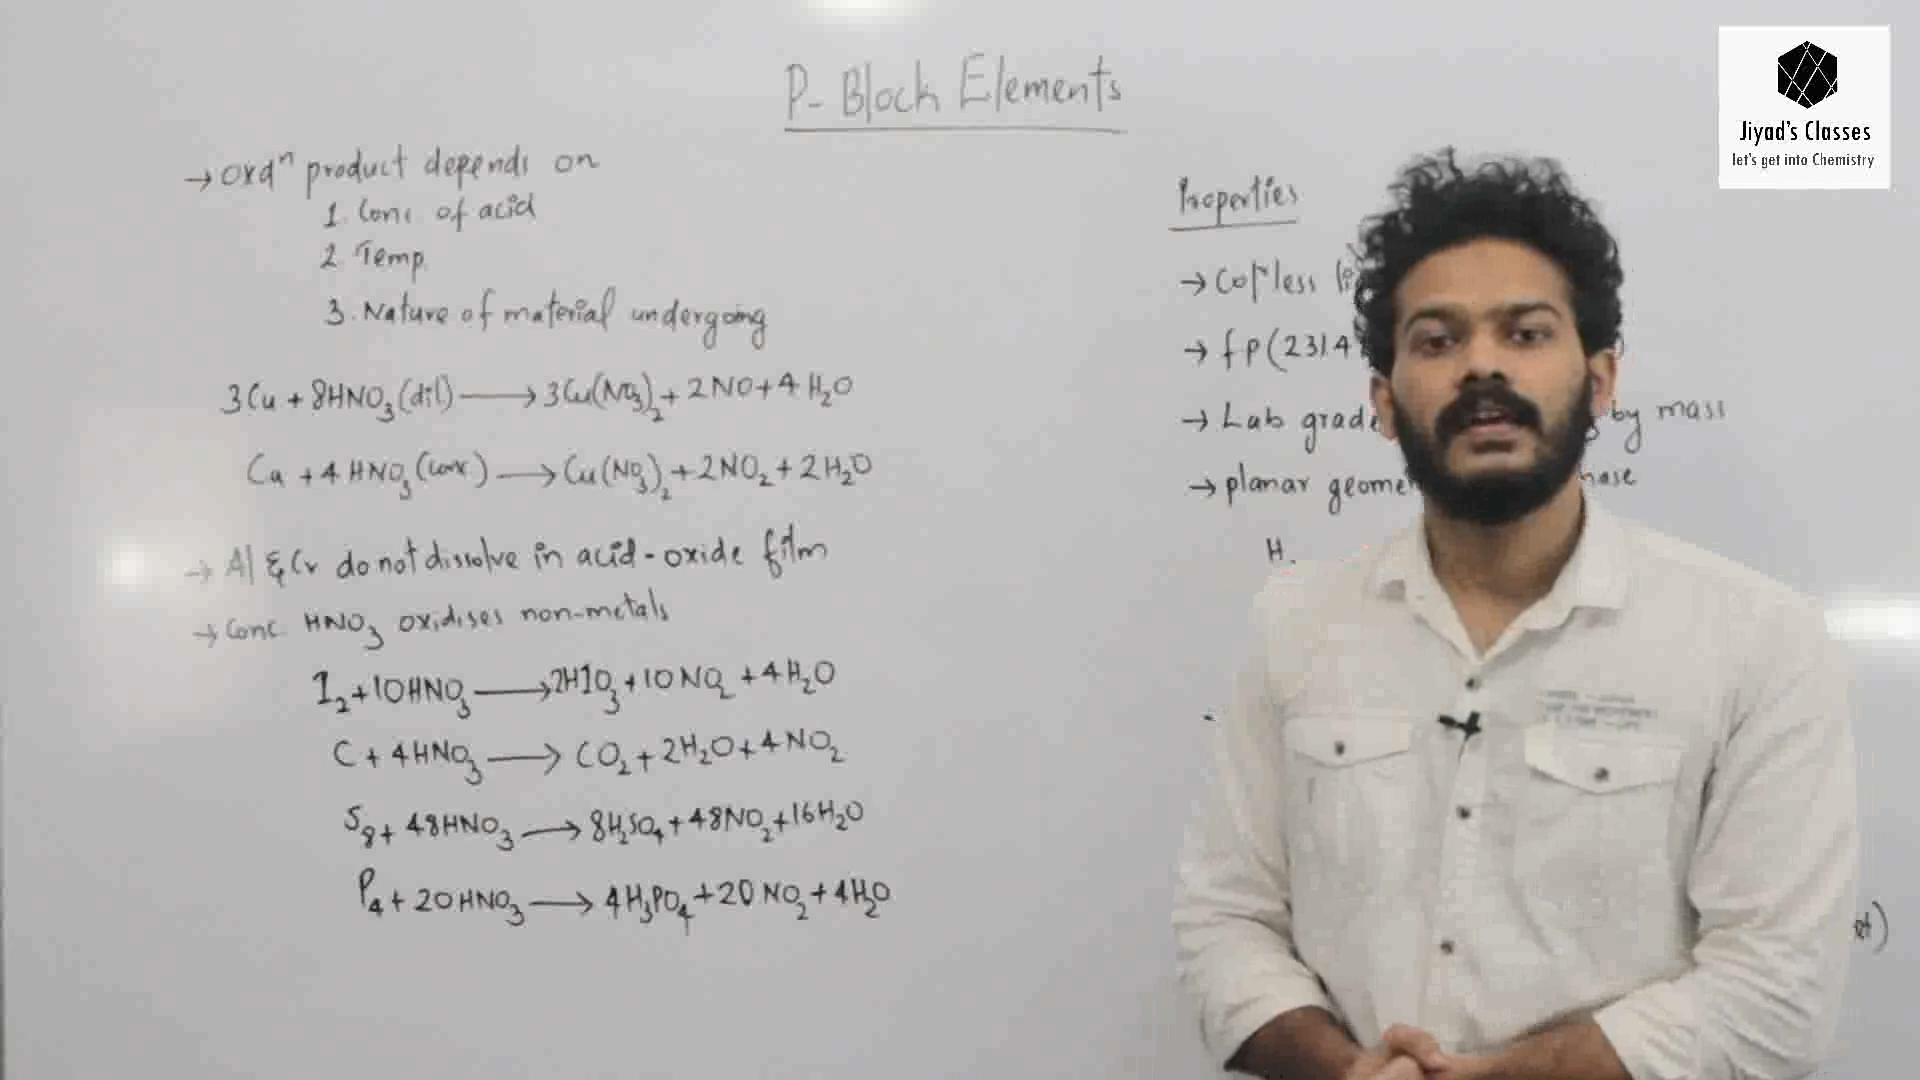 P- Block Elements
→ oxdⁿ product depends on
1. Conc of acid
2 Temp.
3. Nature of material undergoing
3Cu + 8HNO₃(dil) ⟶ 3Cu(NO₃)₂ + 2NO + 4H₂O
Cu + 4HNO₃(conc) ⟶ Cu(NO₃)₂ + 2NO₂ + 2H₂O
→ Al & Cr do not dissolve in acid - oxide film
→ Conc. HNO₃ oxidises non-metals
I₂ + 10HNO₃ ⟶ 2HIO₃ + 10NO₂ + 4H₂O
C + 4HNO₃ ⟶ CO₂ + 2H₂O + 4NO₂
S₈ + 48HNO₃ ⟶ 8H₂SO₄ + 48NO₂ + 16H₂O
P₄ + 20HNO₃ ⟶ 4H₃PO₄ + 20NO₂ + 4H₂O
Properties
→ Colʳless
→ fp(231.4
→ Lab grade by mass
→ planar
H
Jiyad's Classes
let's get into Chemistry